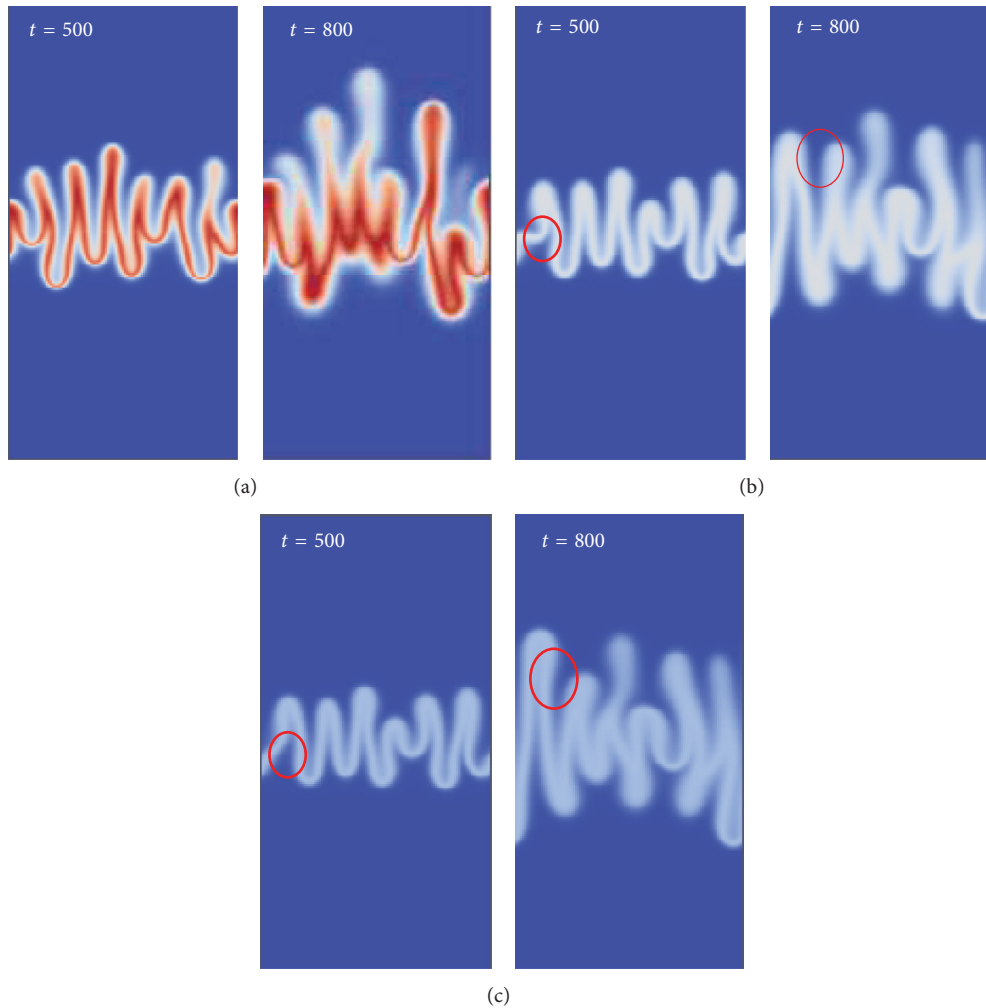 t = 500
t = 800
t = 500
t = 800
(a)
(b)
t = 500
t = 800
(c)